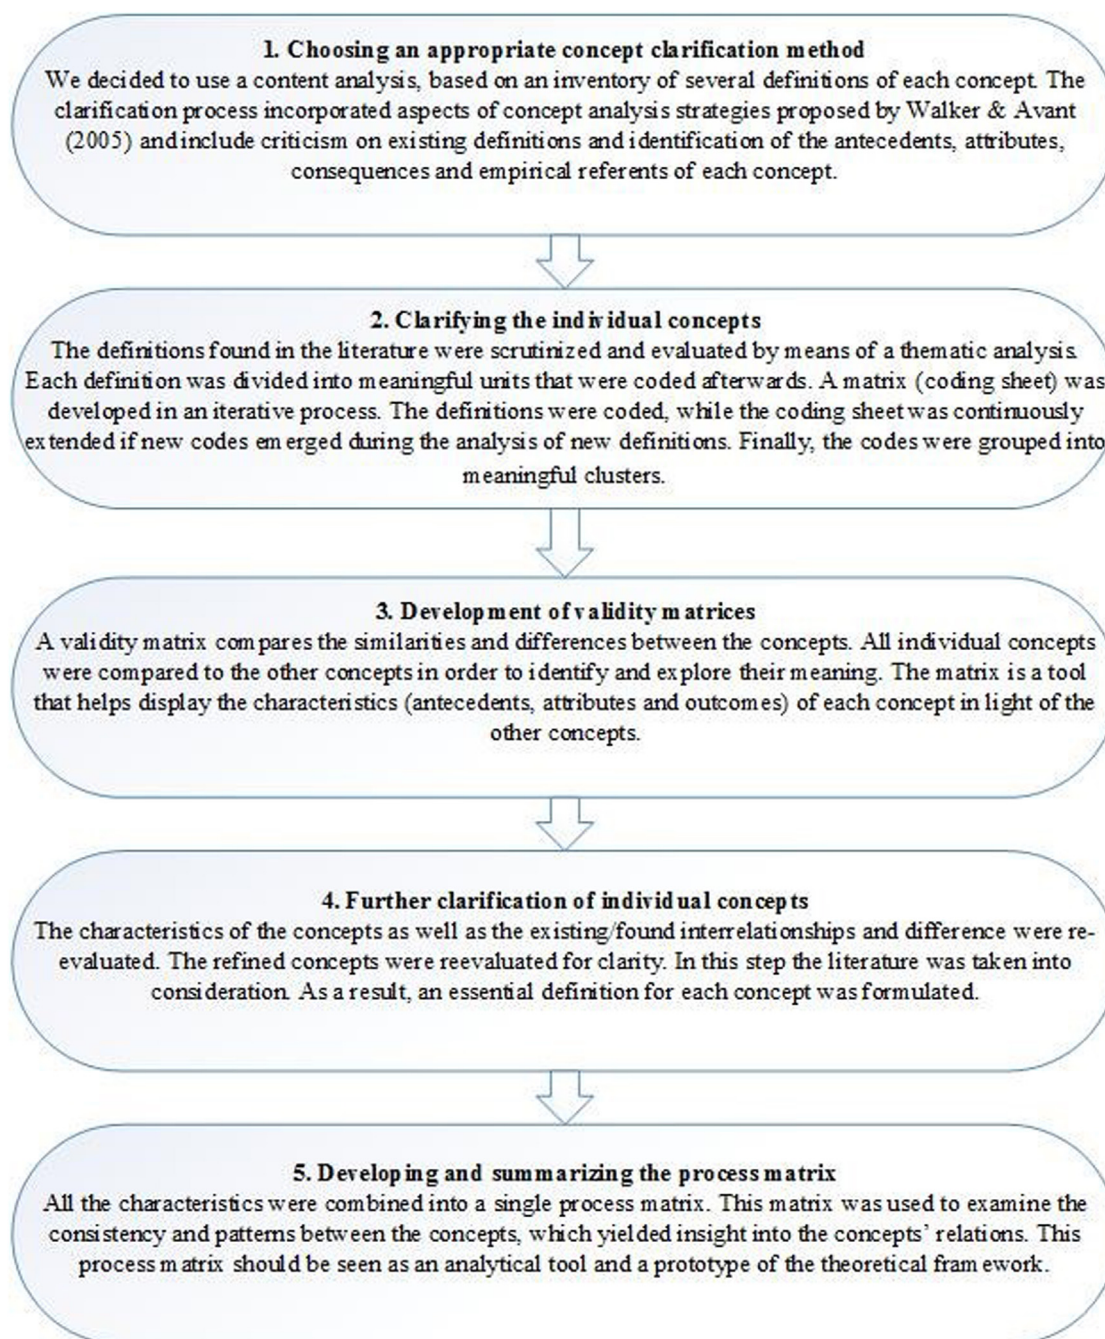 1. Choosing an appropriate concept clarification method
We decided to use a content analysis, based on an inventory of several definitions of each concept. The
clarification process incorporated aspects of concept analysis strategies proposed by Walker & Avant
(2005) and include criticism on existing definitions and identification of the antecedents, attributes,
consequences and empirical referents of each concept.
2. Clarifying the individual concepts
The definitions found in the literature were scrutinized and evaluated by means of a thematic analysis.
Each definition was divided into meaningful units that were coded afterwards. A matrix (coding sheet) was
developed in an iterative process. The definitions were coded, while the coding sheet was continuously
extended if new codes emerged during the analysis of new definitions. Finally, the codes were grouped into
meaningful clusters.
3. Development of validity matrices
A validity matrix compares the similarities and differences between the concepts. All individual concepts
were compared to the other concepts in order to identify and explore their meaning. The matrix is a tool
that helps display the characteristics (antecedents, attributes and outcomes) of each concept in light of the
other concepts.
4. Further clarification of individual concepts
The characteristics of the concepts as well as the existing/found interrelationships and difference were re-
evaluated. The refined concepts were reevaluated for clarity. In this step the literature was taken into
consideration. As a result, an essential definition for each concept was formulated.
5. Developing and summarizing the process matrix
All the characteristics were combined into a single process matrix. This matrix was used to examine the
consistency and patterns between the concepts, which yielded insight into the concepts’ relations. This
process matrix should be seen as an analytical tool and a prototype of the theoretical framework.